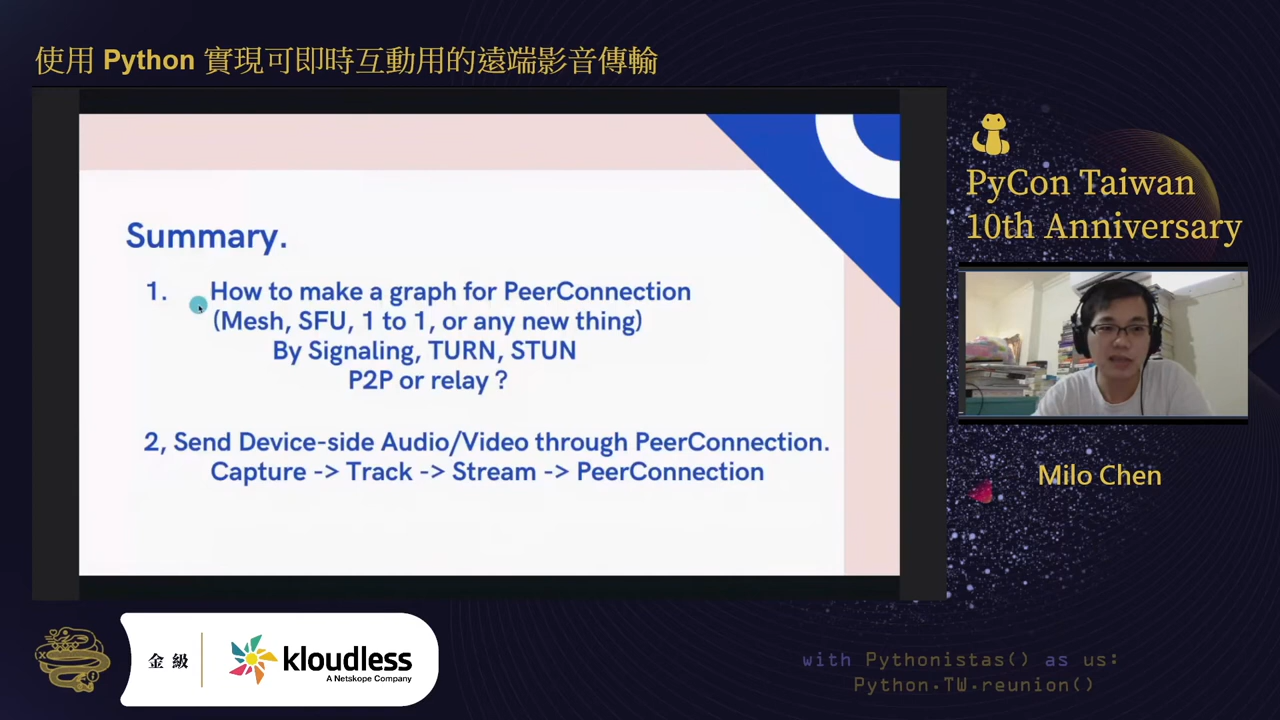 使用 Python 實現可即時互動用的遠端影音傳輸
Summary.
1. How to make a graph for PeerConnection
(Mesh, SFU, 1 to 1, or any new thing)
By Signaling, TURN, STUN
P2P or relay ?
2, Send Device-side Audio/Video through PeerConnection.
Capture -> Track -> Stream -> PeerConnection
PyCon Taiwan
10th Anniversary
Milo Chen
金級
kloudless
A Netskope Company
with Pythonistas() as us:
Python.TW.reunion()